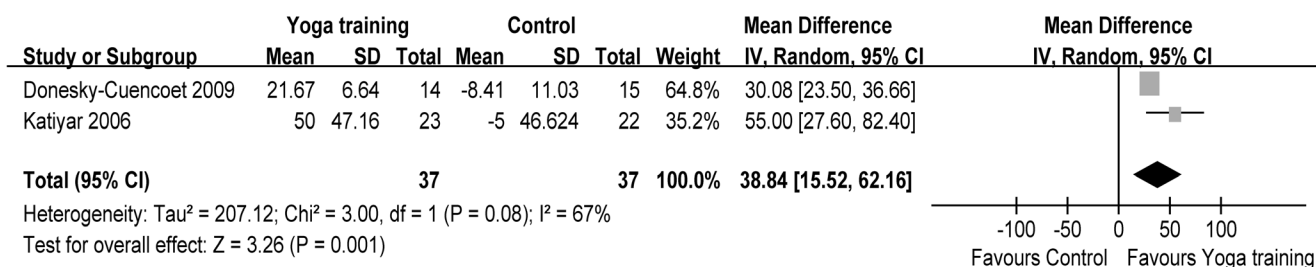 Yoga training Control Mean Difference Mean Difference
Study or Subgroup Mean SD Total Mean SD Total Weight IV, Random, 95% CI IV, Random, 95% CI
Donesky-Cuencoet 2009 21.67 6.64 14 -8.41 11.03 15 64.8% 30.08 [23.50, 36.66]
Katiyar 2006 50 47.16 23 -5 46.624 22 35.2% 55.00 [27.60, 82.40]
Total (95% CI) 37 37 100.0% 38.84 [15.52, 62.16]
Heterogeneity: Tau² = 207.12; Chi² = 3.00, df = 1 (P = 0.08); I² = 67%
Test for overall effect: Z = 3.26 (P = 0.001)
-100 -50 0 50 100
Favours Control Favours Yoga training